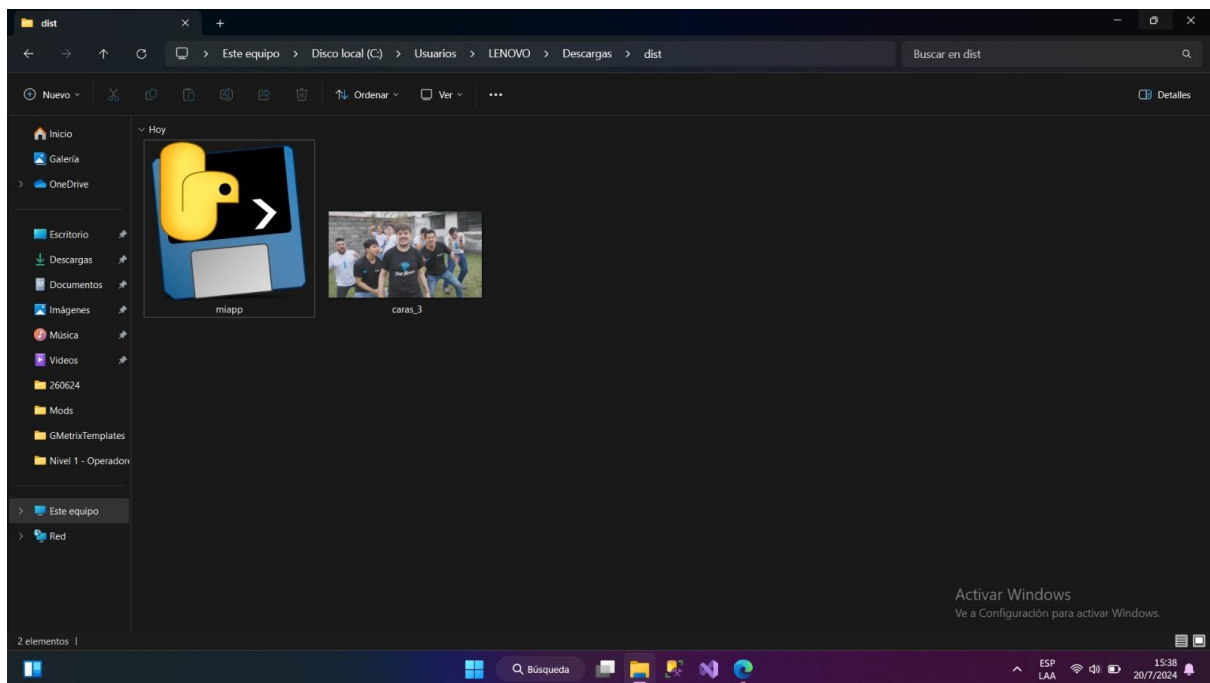 dist
Este equipo > Disco local (C:) > Usuarios > LENOVO > Descargas > dist
Buscar en dist
Nuevo
Ordenar
Ver
Detalles
Inicio
Galería
OneDrive
Escritorio
Descargas
Documentos
Imágenes
Música
Videos
260624
Mods
GMetrixTemplates
Nivel 1 - Operadore
Este equipo
Red
Hoy
miapp
caras_3
Activar Windows
Ve a Configuración para activar Windows.
2 elementos
Búsqueda
ESP
LAA
15:38
20/7/2024